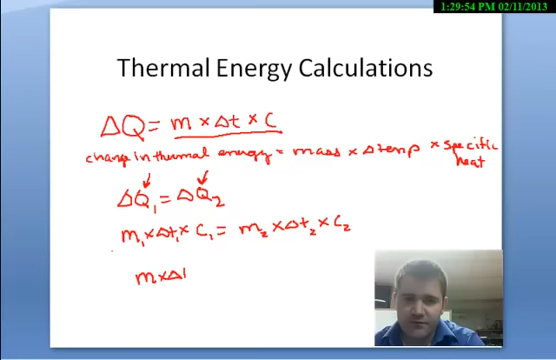 1:29:54 PM 02/11/2013
Thermal Energy Calculations
ΔQ = m × Δt × C
change in thermal energy = mass × Δ temp × specific heat
ΔQ₁ = ΔQ₂
m₁ × Δt₁ × C₁ = m₂ × Δt₂ × C₂
m × Δ